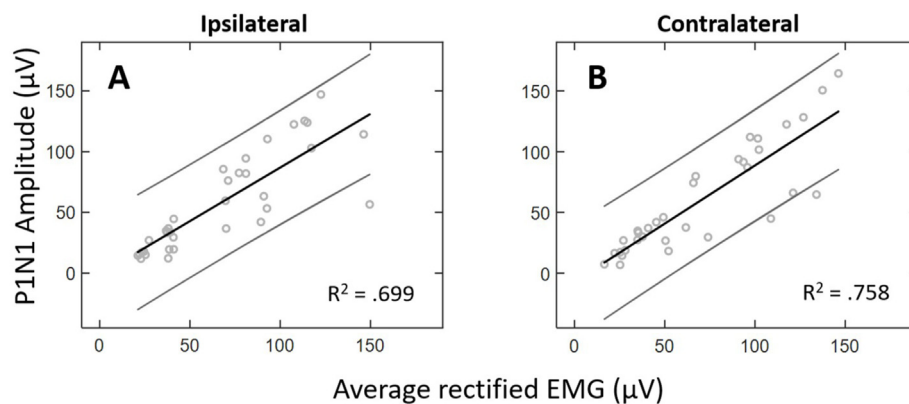 Ipsilateral
Contralateral
P1N1 Amplitude (µV)
A
150
100
50
0
R² = .699
0 50 100 150
B
150
100
50
0
R² = .758
0 50 100 150
Average rectified EMG (µV)